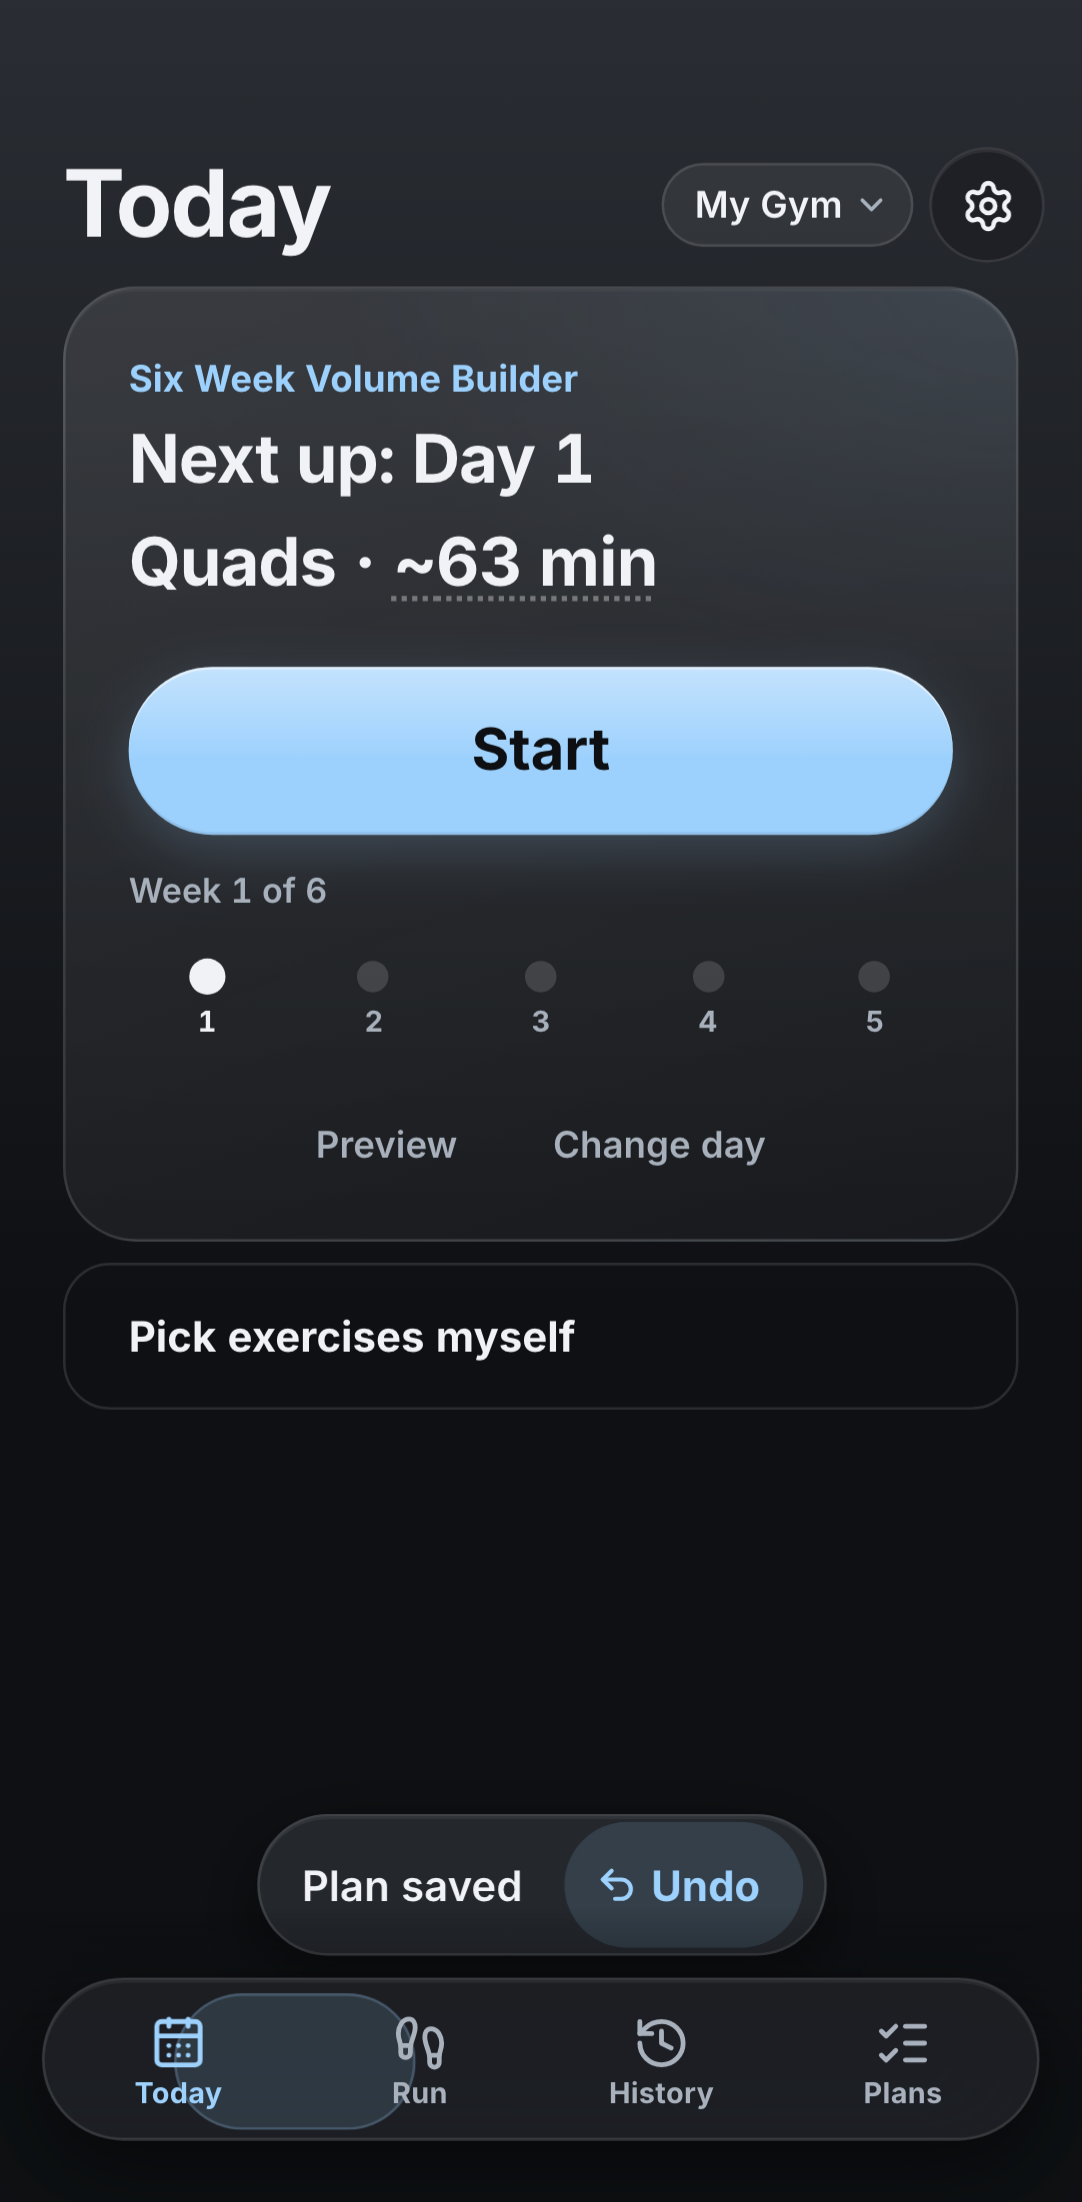 Today
My Gym
Six Week Volume Builder
Next up: Day 1
Quads · ~63 min
Start
Week 1 of 6
1 2 3 4 5
Preview Change day
Pick exercises myself
Plan saved Undo
Today Run History Plans